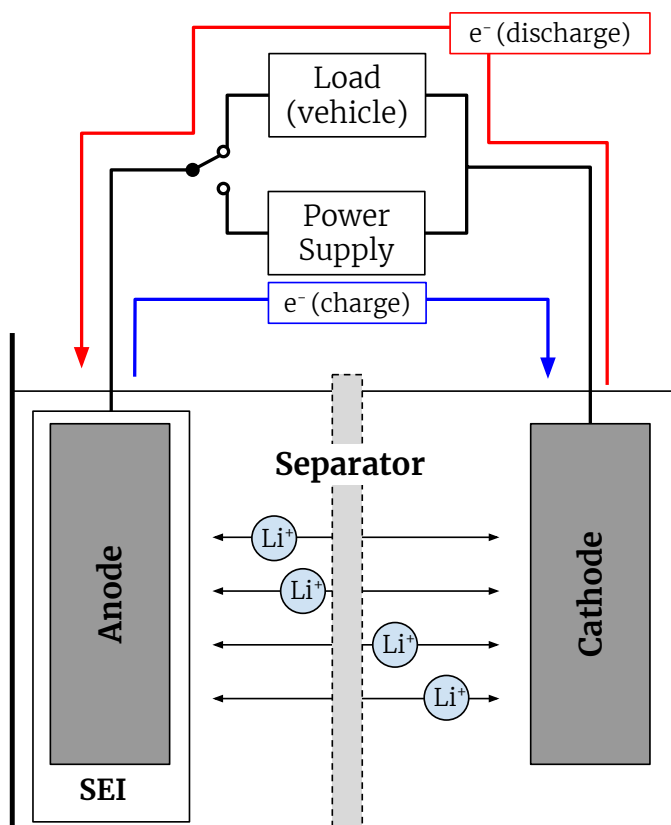 e⁻ (discharge)
Load
(vehicle)
Power
Supply
e⁻ (charge)
Separator
Anode
Cathode
Li⁺
Li⁺
Li⁺
Li⁺
SEI